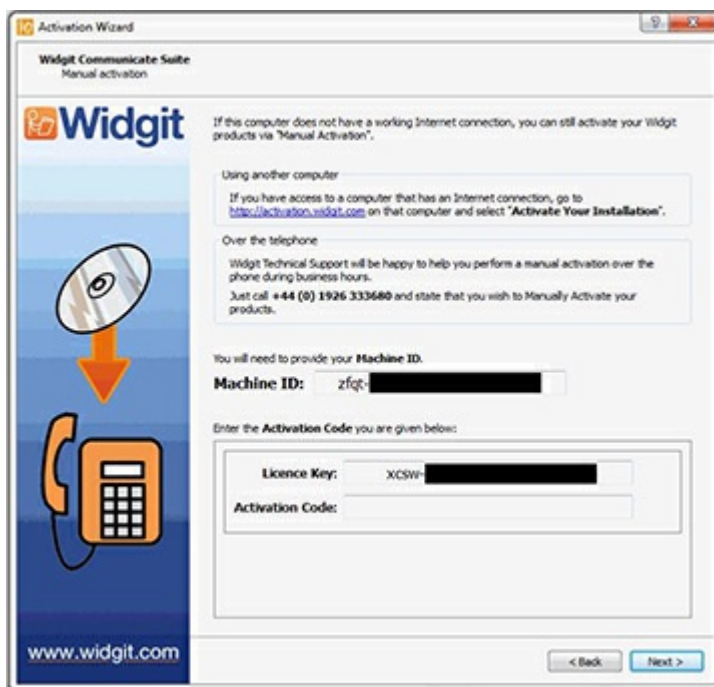 Activation Wizard
Widgit Communicate Suite
Manual activation
Widgit
If this computer does not have a working Internet connection, you can still activate your Widgit
products via "Manual Activation".
Using another computer
If you have access to a computer that has an Internet connection, go to
http://activation.widgit.com on that computer and select "Activate Your Installation".
Over the telephone
Widgit Technical Support will be happy to help you perform a manual activation over the
phone during business hours.
Just call +44 (0) 1926 333680 and state that you wish to Manually Activate your
products.
You will need to provide your Machine ID.
Machine ID: zfqt-
Enter the Activation Code you are given below:
Licence Key: xcsw-
Activation Code:
www.widgit.com
< Back Next >